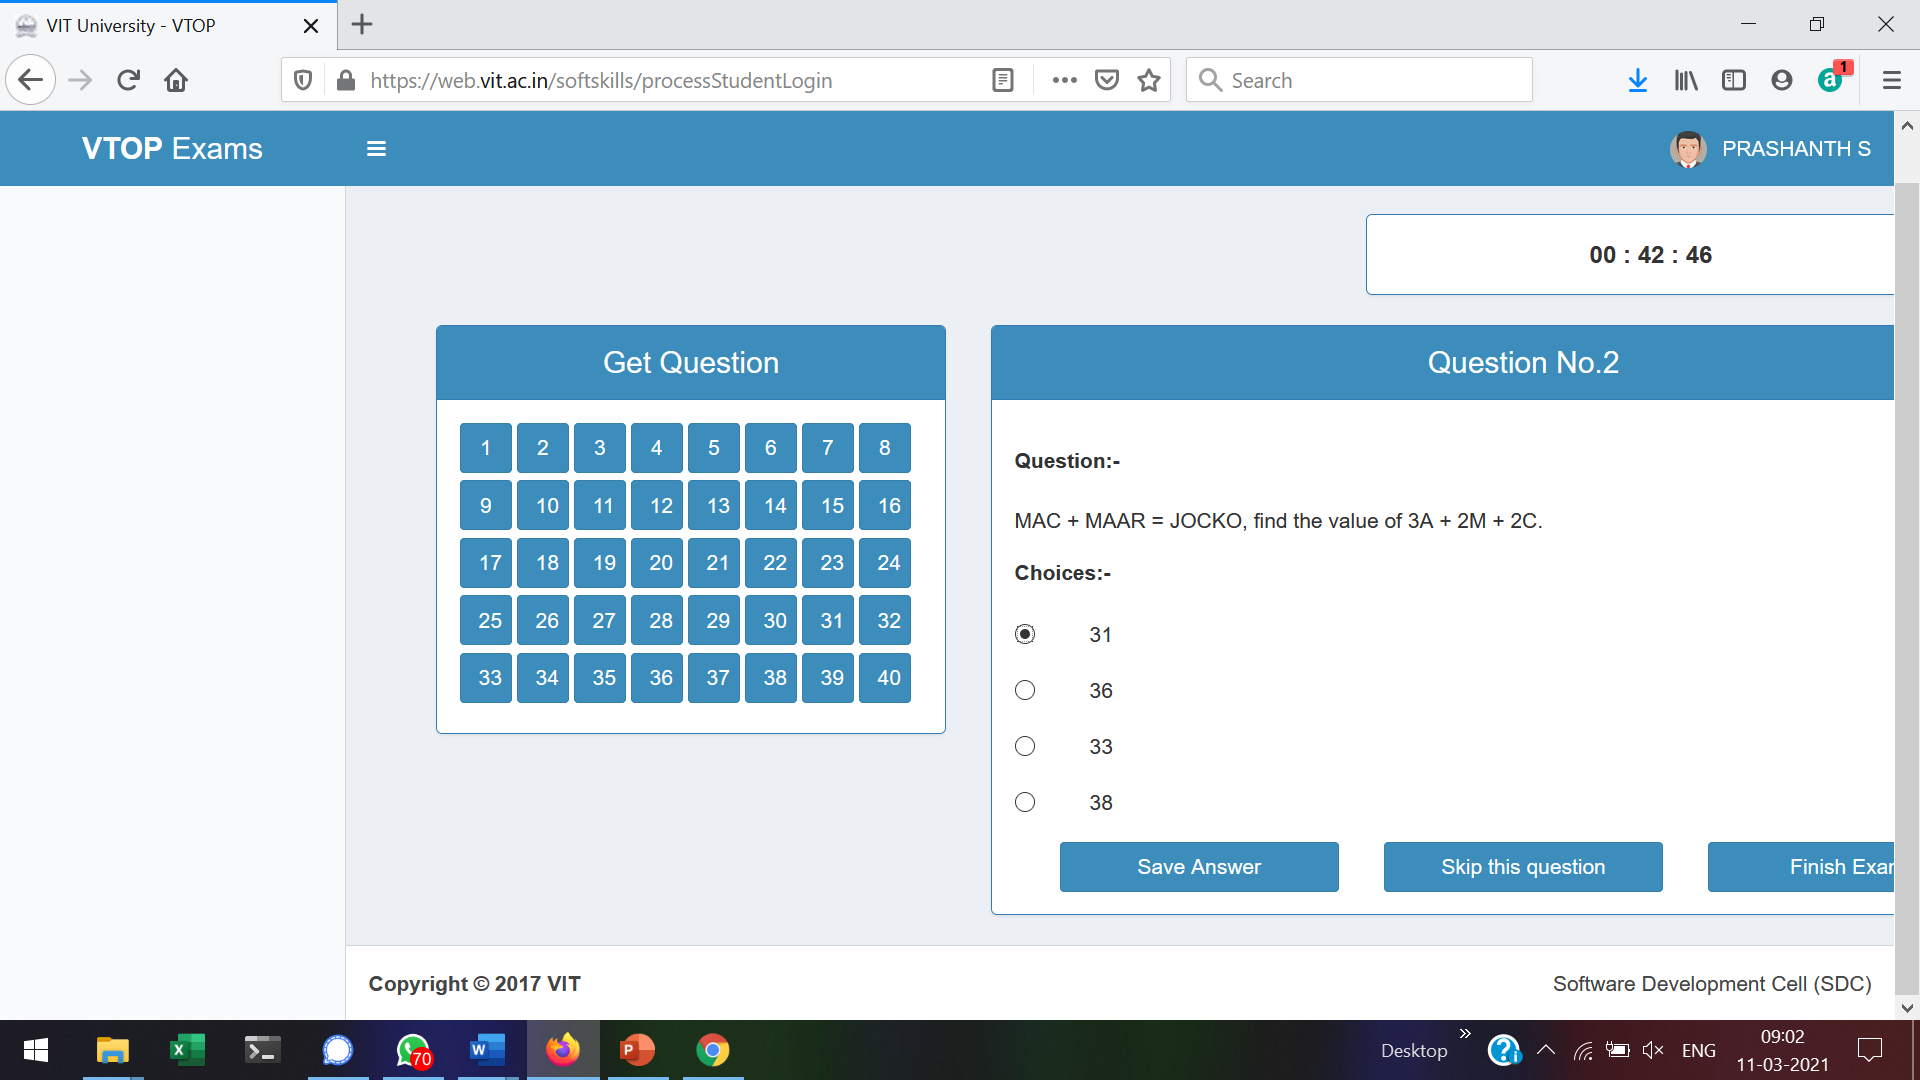 VIT University - VTOP
https://web.vit.ac.in/softskills/processStudentLogin
Search
1
VTOP Exams
PRASHANTH S
00 : 42 : 46
Get Question
1 2 3 4 5 6 7 8
9 10 11 12 13 14 15 16
17 18 19 20 21 22 23 24
25 26 27 28 29 30 31 32
33 34 35 36 37 38 39 40
Question No.2
Question:-
MAC + MAAR = JOCKO, find the value of 3A + 2M + 2C.
Choices:-
31
36
33
38
Save Answer
Skip this question
Finish Exar
Copyright © 2017 VIT
Software Development Cell (SDC)
70
Desktop
ENG
09:02
11-03-2021